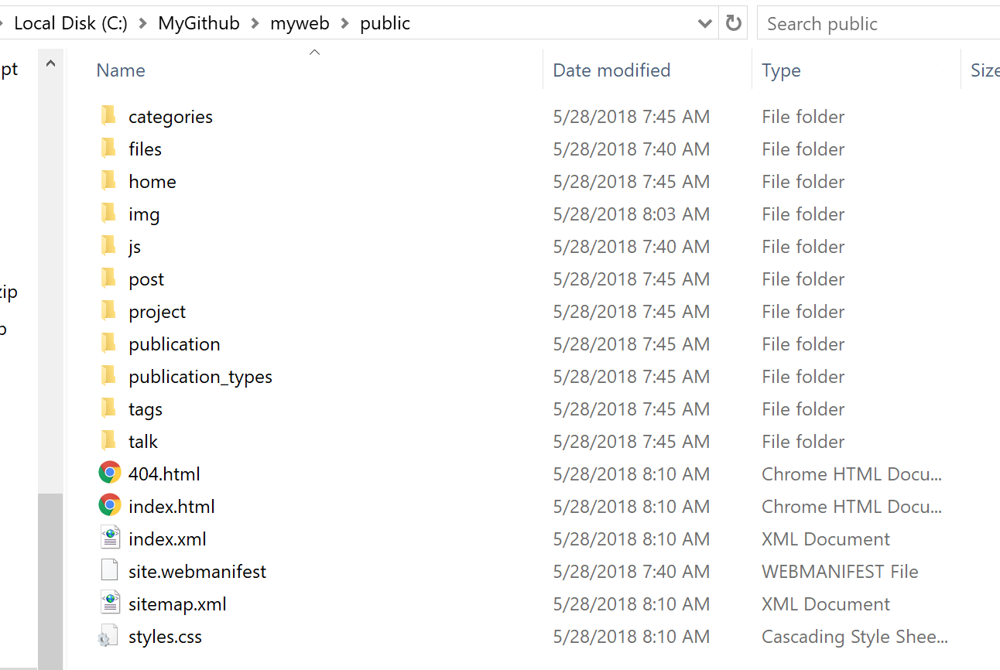 Local Disk (C:) > MyGithub > myweb > public Search public
pt
Name Date modified Type Size
categories 5/28/2018 7:45 AM File folder
files 5/28/2018 7:40 AM File folder
home 5/28/2018 7:45 AM File folder
img 5/28/2018 8:03 AM File folder
js 5/28/2018 7:40 AM File folder
post 5/28/2018 7:45 AM File folder
zip
project 5/28/2018 7:45 AM File folder
publication 5/28/2018 7:45 AM File folder
publication_types 5/28/2018 7:45 AM File folder
tags 5/28/2018 7:45 AM File folder
talk 5/28/2018 7:45 AM File folder
404.html 5/28/2018 8:10 AM Chrome HTML Docu...
index.html 5/28/2018 8:10 AM Chrome HTML Docu...
index.xml 5/28/2018 8:10 AM XML Document
site.webmanifest 5/28/2018 7:40 AM WEBMANIFEST File
sitemap.xml 5/28/2018 8:10 AM XML Document
styles.css 5/28/2018 8:10 AM Cascading Style Shee...